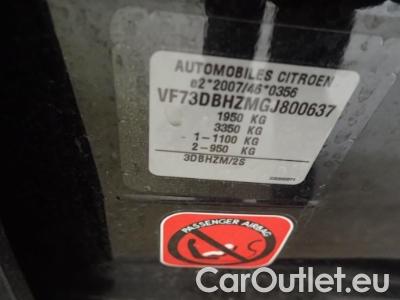 AUTOMOBILES CITROEN
e2*2007/46*0356
VF73DBHZMGJ800637
1950 KG
3350 KG
1-1100 KG
2-950 KG
3DBHZM/2S
PASSENGER AIRBAG
CarOutlet.eu